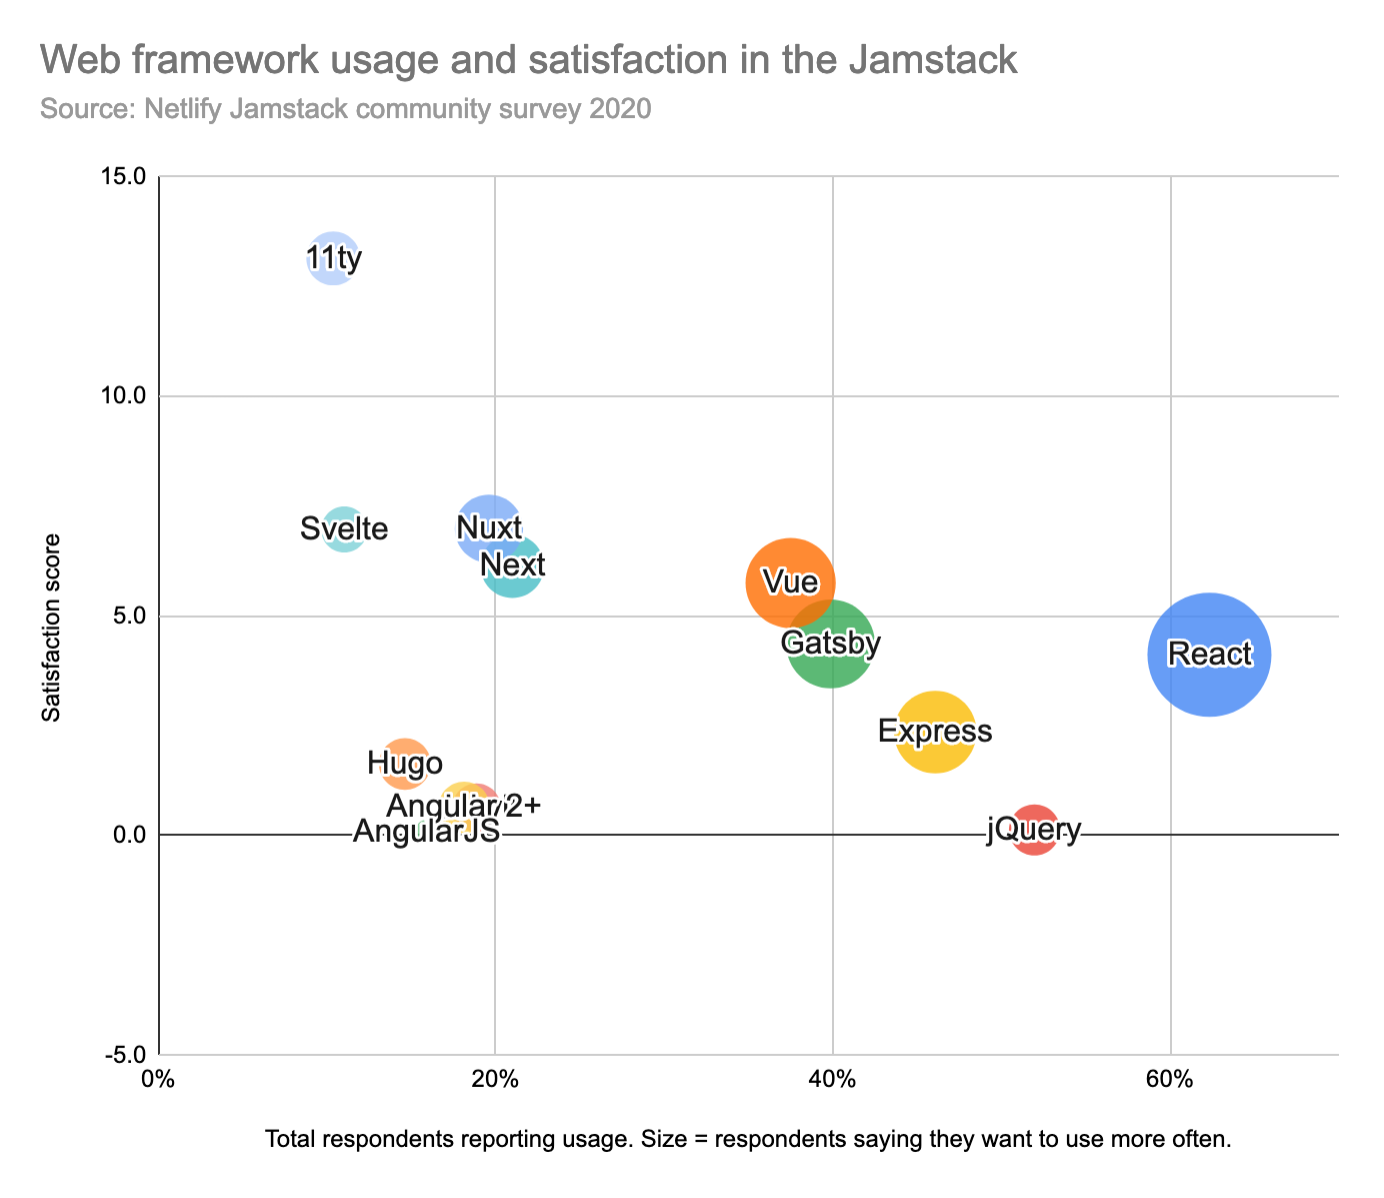 Web framework usage and satisfaction in the Jamstack
Source: Netlify Jamstack community survey 2020
15.0
11ty
10.0
Svelte
Nuxt
Next
Vue
5.0
Gatsby
React
Express
Hugo
Angular 2+
AngularJS
jQuery
0.0
-5.0
Satisfaction score
0%
20%
40%
60%
Total respondents reporting usage. Size = respondents saying they want to use more often.